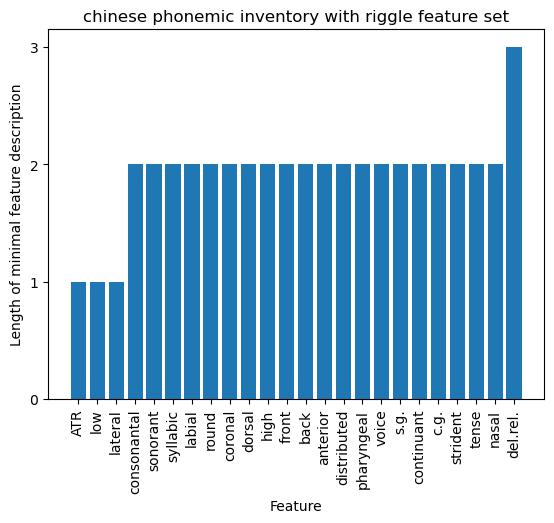 chinese phonemic inventory with riggle feature set
3
2
1
0
Length of minimal feature description
ATR
low
lateral
consonantal
sonorant
syllabic
labial
round
coronal
dorsal
high
front
back
anterior
distributed
pharyngeal
voice
s.g.
continuant
c.g.
strident
tense
nasal
del.rel.
Feature